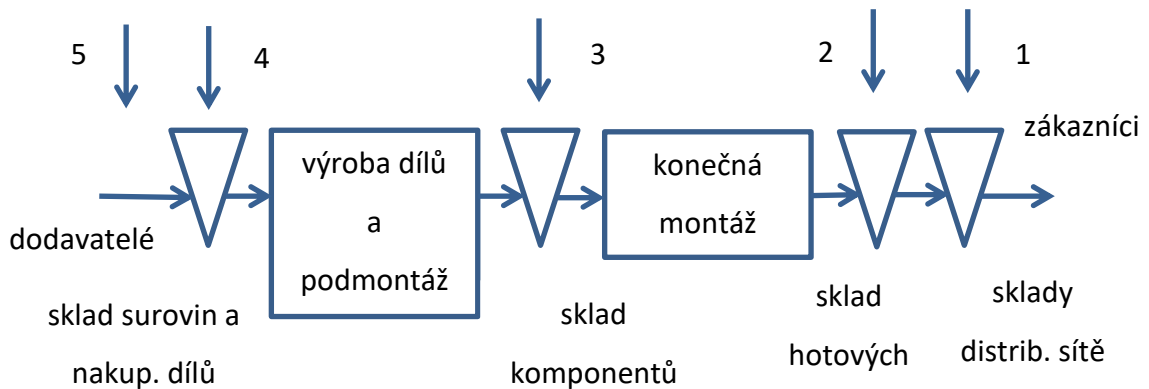 5
4
3
2
1
zákazníci
výroba dílů
a
podmontáž
konečná
montáž
dodavatelé
sklad surovin a
nakup. dílů
sklad
komponentů
sklad
hotových
sklady
distrib. sítě